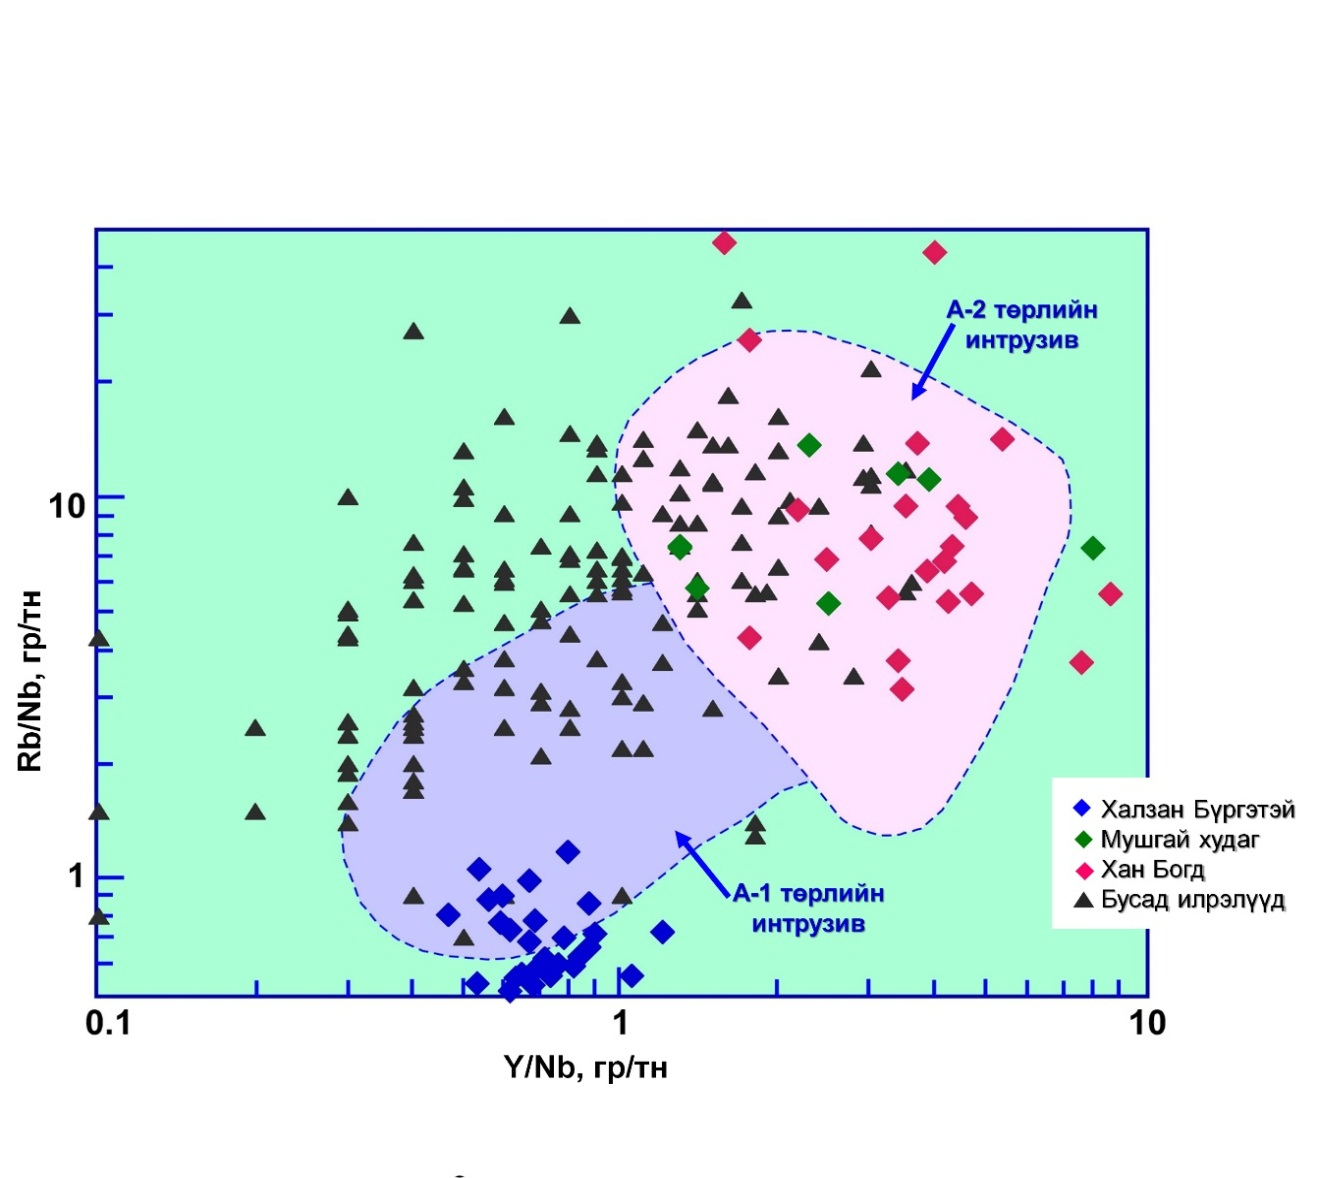 А-2 төрлийн
интрузив
10
Rb/Nb, гр/тн
1
Халзан Бүргэтэй
Мушгай худаг
Хан Богд
Бусад илрэлүүд
А-1 төрлийн
интрузив
0.1
1
10
Y/Nb, гр/тн